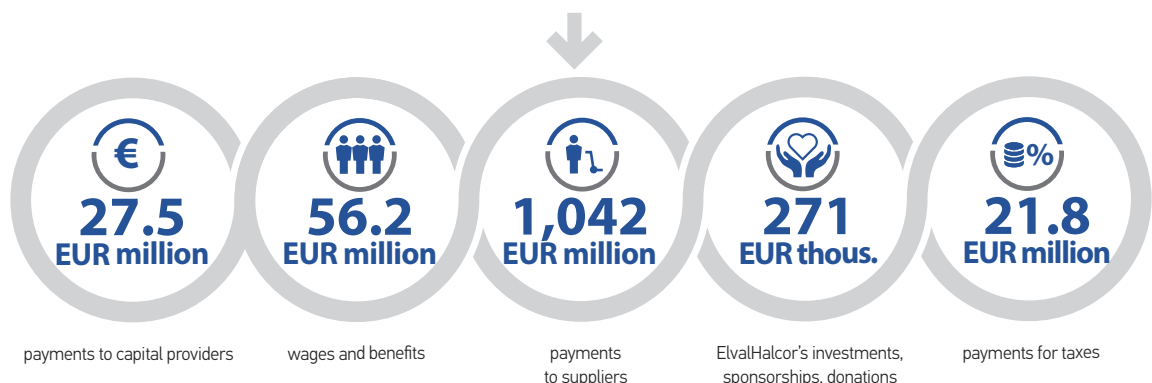 €
27.5
EUR million
payments to capital providers
56.2
EUR million
wages and benefits
1,042
EUR million
payments
to suppliers
271
EUR thous.
ElvalHalcor's investments,
sponsorships, donations
%
21.8
EUR million
payments for taxes